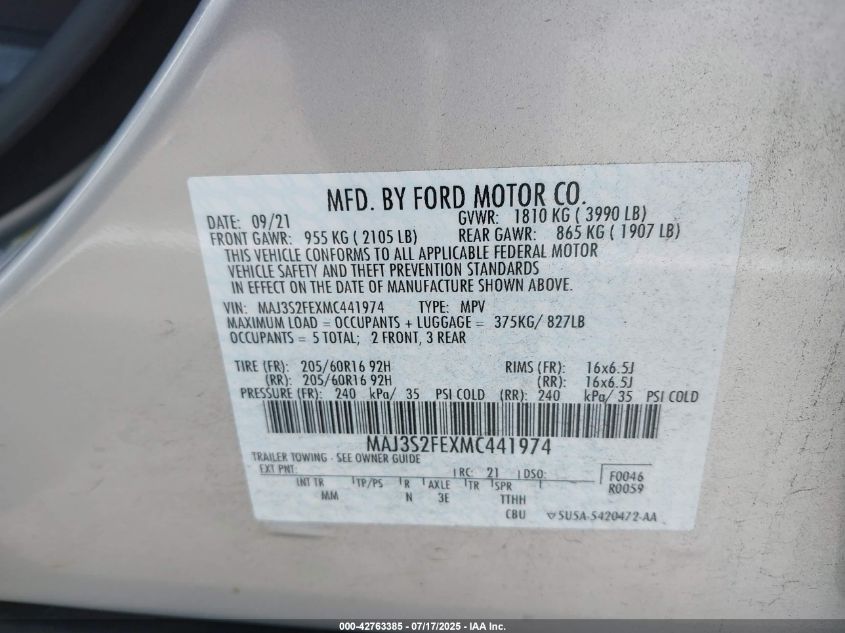 MFD. BY FORD MOTOR CO.
DATE: 09/21 GVWR: 1810 KG ( 3990 LB)
FRONT GAWR: 955 KG ( 2105 LB) REAR GAWR: 865 KG ( 1907 LB)
THIS VEHICLE CONFORMS TO ALL APPLICABLE FEDERAL MOTOR
VEHICLE SAFETY AND THEFT PREVENTION STANDARDS
IN EFFECT ON THE DATE OF MANUFACTURE SHOWN ABOVE.
VIN: MAJ3S2FEXMC441974 TYPE: MPV
MAXIMUM LOAD = OCCUPANTS + LUGGAGE = 375KG/ 827LB
OCCUPANTS = 5 TOTAL; 2 FRONT, 3 REAR
TIRE (FR): 205/60R16 92H RIMS (FR): 16x6.5J
(RR): 205/60R16 92H (RR): 16x6.5J
PRESSURE (FR): 240 kPa/ 35 PSI COLD (RR): 240 kPa/ 35 PSI COLD
MAJ3S2FEXMC441974
TRAILER TOWING - SEE OWNER GUIDE
EXT PNT: RC: 21 DSO: F0046
INT TR TP/PS R AXLE TR SPR R0059
MM N 3E TTHH
CBU 5U5A-5420472-AA
000-42763385 - 07/17/2025 - IAA Inc.